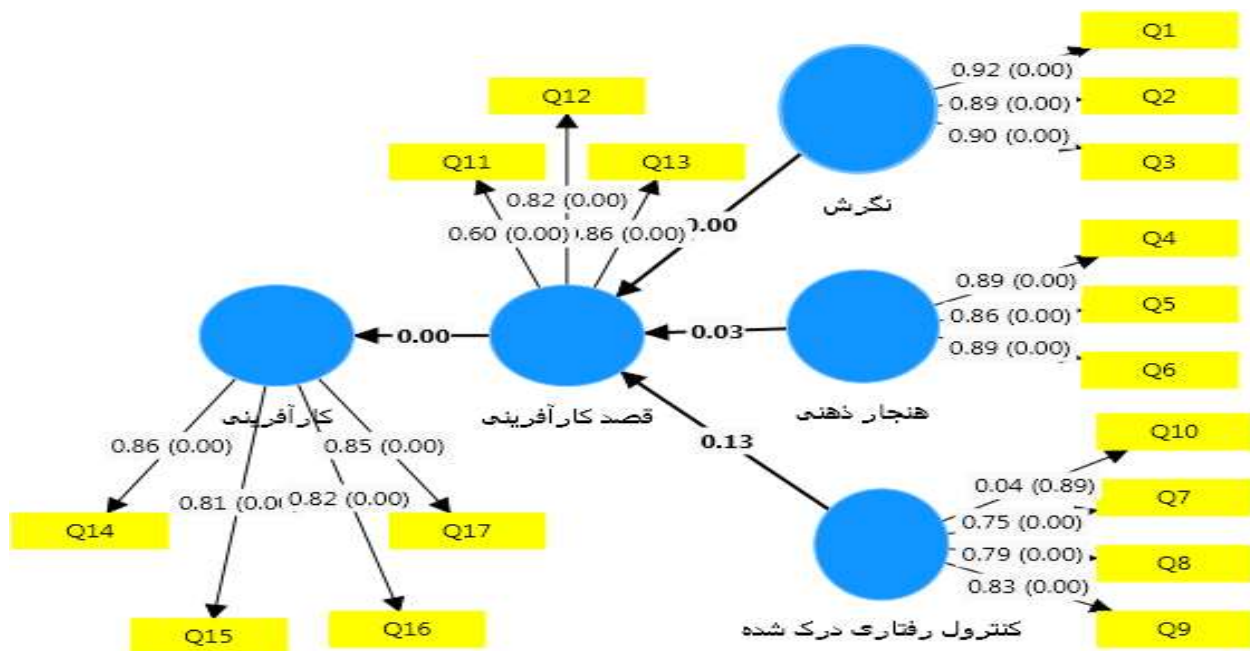 Q1
0.92 (0.00)
Q12
Q2
0.89 (0.00)
Q11
Q13
0.90 (0.00)
Q3
0.82 (0.00)
نگرش
0.60 (0.00)
.86 (0.00)
.00
Q4
0.89 (0.00)
Q5
0.86 (0.00)
0.00
0.03
0.89 (0.00)
Q6
کارآفرینی
قصد کارآفرینی
هنجار ذهنی
0.86 (0.00)
0.85 (0.00)
0.13
Q10
0.04 (0.89)
Q7
0.81
0.82 (0.00)
0.75 (0.00)
Q14
Q17
0.79 (0.00)
Q8
0.83 (0.00)
Q15
Q16
کنترول رفتاری درک شده
Q9